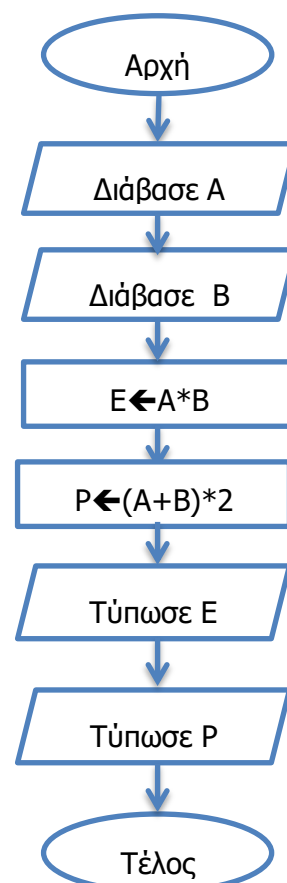 Αρχή
Διάβασε Α
Διάβασε Β
Ε🡸Α*Β
Ρ🡸(Α+Β)*2
Τύπωσε Ε
Τύπωσε Ρ
Τέλος